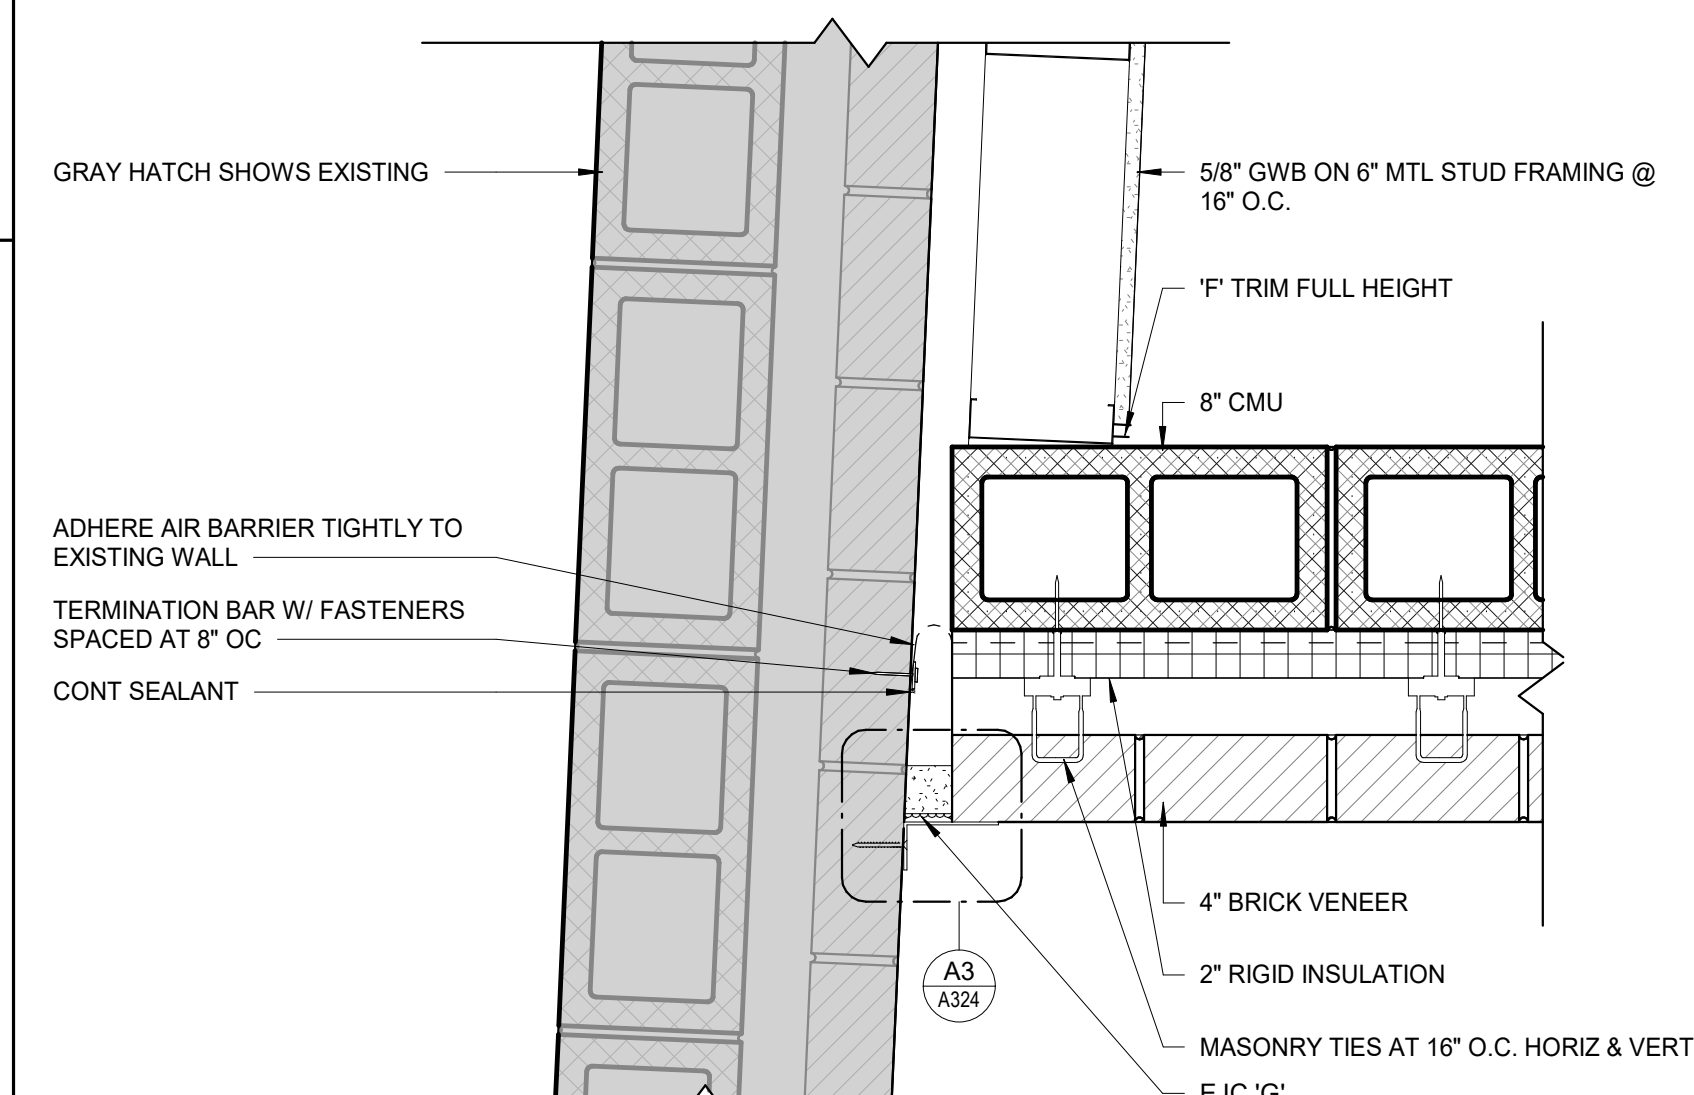 GRAY HATCH SHOWS EXISTING
5/8" GWB ON 6" MTL STUD FRAMING @
16" O.C.
'F' TRIM FULL HEIGHT
8" CMU
ADHERE AIR BARRIER TIGHTLY TO
EXISTING WALL
TERMINATION BAR W/ FASTENERS
SPACED AT 8" OC
CONT SEALANT
4" BRICK VENEER
A3
A324
2" RIGID INSULATION
MASONRY TIES AT 16" O.C. HORIZ & VERT
EJC 'G'